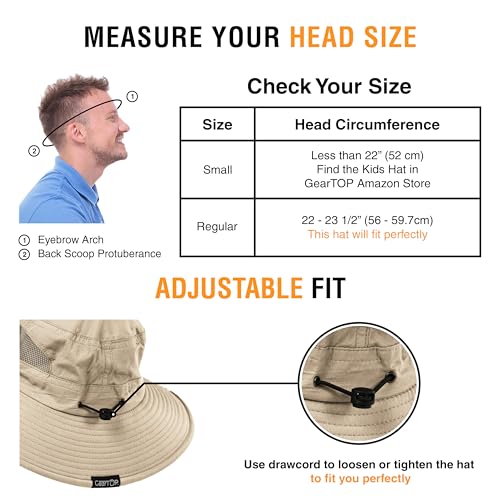 MEASURE YOUR HEAD SIZE
Check Your Size
Size
Head Circumference
Small
Less than 22” (52 cm)
Find the Kids Hat in
GearTOP Amazon Store
Regular
22 - 23 1/2” (56 - 59.7cm)
This hat will fit perfectly
1
2
1 Eyebrow Arch
2 Back Scoop Protuberance
ADJUSTABLE FIT
GEARTOP
Use drawcord to loosen or tighten the hat
to fit you perfectly